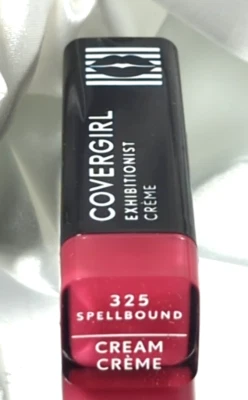 COVERGIRL
EXHIBITIONIST
CRÈME
325
SPELLBOUND
CREAM
CRÈME